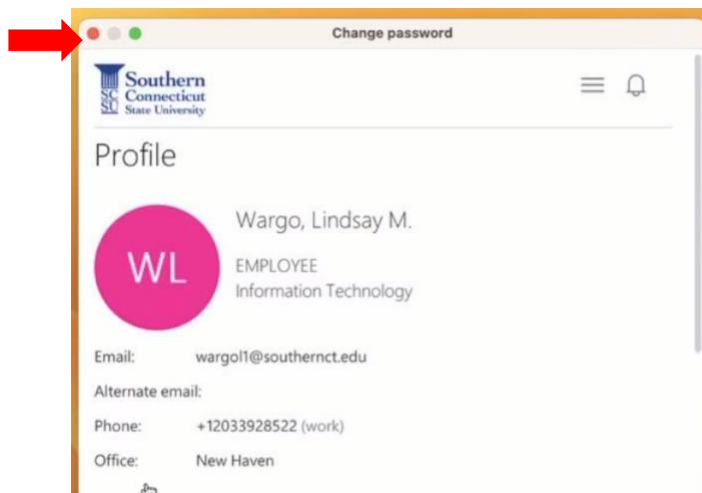 Change password
Southern
Connecticut
State University
SC
SU
Profile
WL
Wargo, Lindsay M.
EMPLOYEE
Information Technology
Email: wargol1@southernct.edu
Alternate email:
Phone: +12033928522 (work)
Office: New Haven